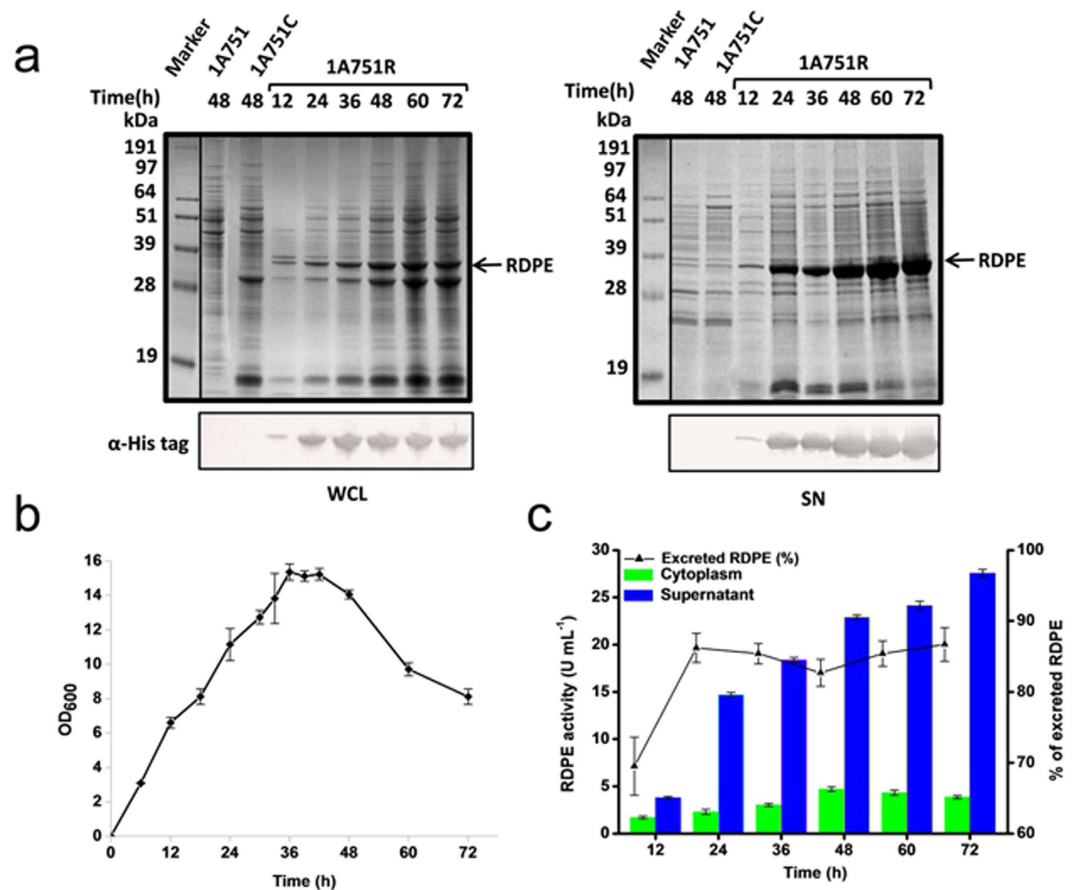 a
Marker 1A751 1A751C 1A751R
Time(h) 48 48 12 24 36 48 60 72
kDa
191
97
64
51
39
28
19
RDPE
α-His tag
WCL
Marker 1A751 1A751C 1A751R
Time(h) 48 48 12 24 36 48 60 72
kDa
191
97
64
51
39
28
19
RDPE
SN
b
OD600
16
14
12
10
8
6
4
2
0
0 12 24 36 48 60 72
Time (h)
c
RDPE activity (U mL-1)
30
25
20
15
10
5
0
Excreted RDPE (%)
Cytoplasm
Supernatant
100
90
80
70
60
% of excreted RDPE
12 24 36 48 60 72
Time (h)